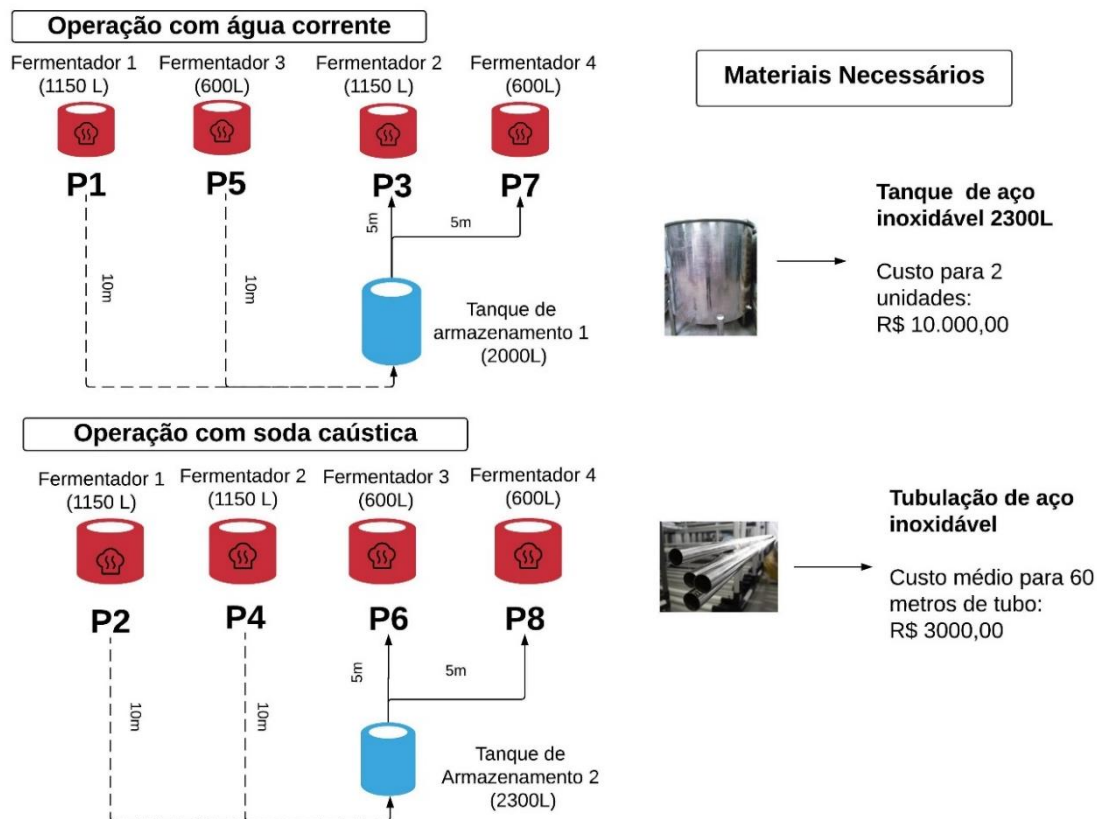 Operação com água corrente
Fermentador 1
(1150 L)
Fermentador 3
(600L)
Fermentador 2
(1150 L)
Fermentador 4
(600L)
P1
P5
P3
P7
5m
5m
10m
10m
Tanque de
armazenamento 1
(2000L)
Operação com soda caústica
Fermentador 1
(1150 L)
Fermentador 2
(1150 L)
Fermentador 3
(600L)
Fermentador 4
(600L)
P2
P4
P6
P8
5m
5m
10m
10m
Tanque de
Armazenamento 2
(2300L)
Materiais Necessários
Tanque de aço
inoxidável 2300L
Custo para 2
unidades:
R$ 10.000,00
Tubulação de aço
inoxidável
Custo médio para 60
metros de tubo:
R$ 3000,00